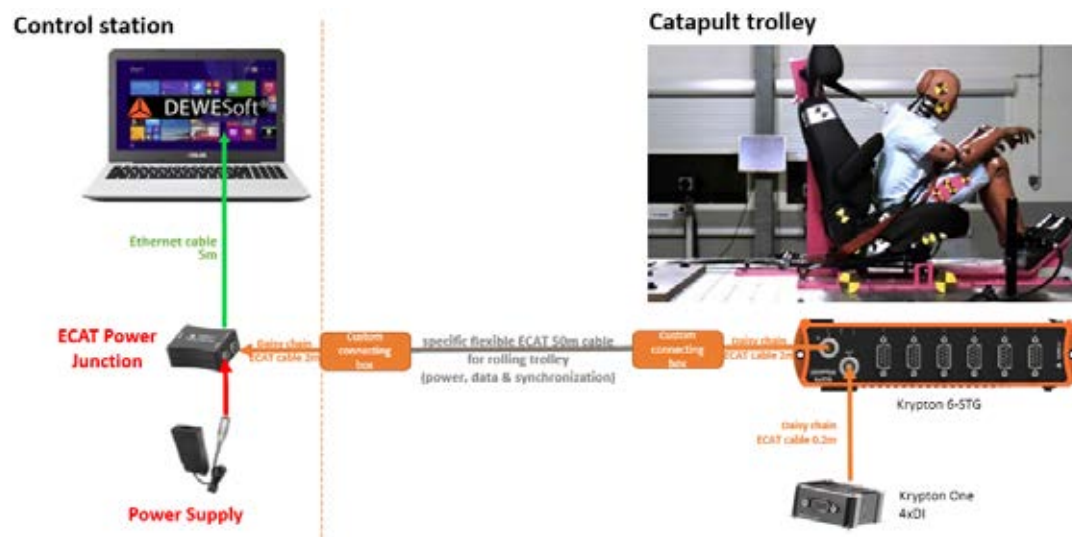 Control station
Catapult trolley
DEWESoft®
Ethernet cable
5m
ECAT Power
Junction
Daisy chain
ECAT cable 2m
Custom
connecting
box
specific flexible ECAT 50m cable
for rolling trolley
(power, data & synchronization)
Custom
connecting
box
Daisy chain
ECAT cable 2m
Krypton 6-STG
Daisy chain
ECAT cable 0.2m
Power Supply
Krypton One
4xDI